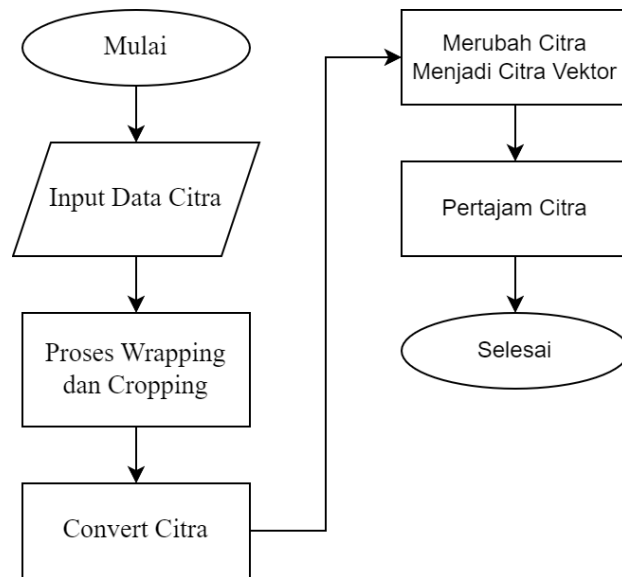 Mulai
Input Data Citra
Proses Wrapping
dan Cropping
Convert Citra
Merubah Citra
Menjadi Citra Vektor
Pertajam Citra
Selesai